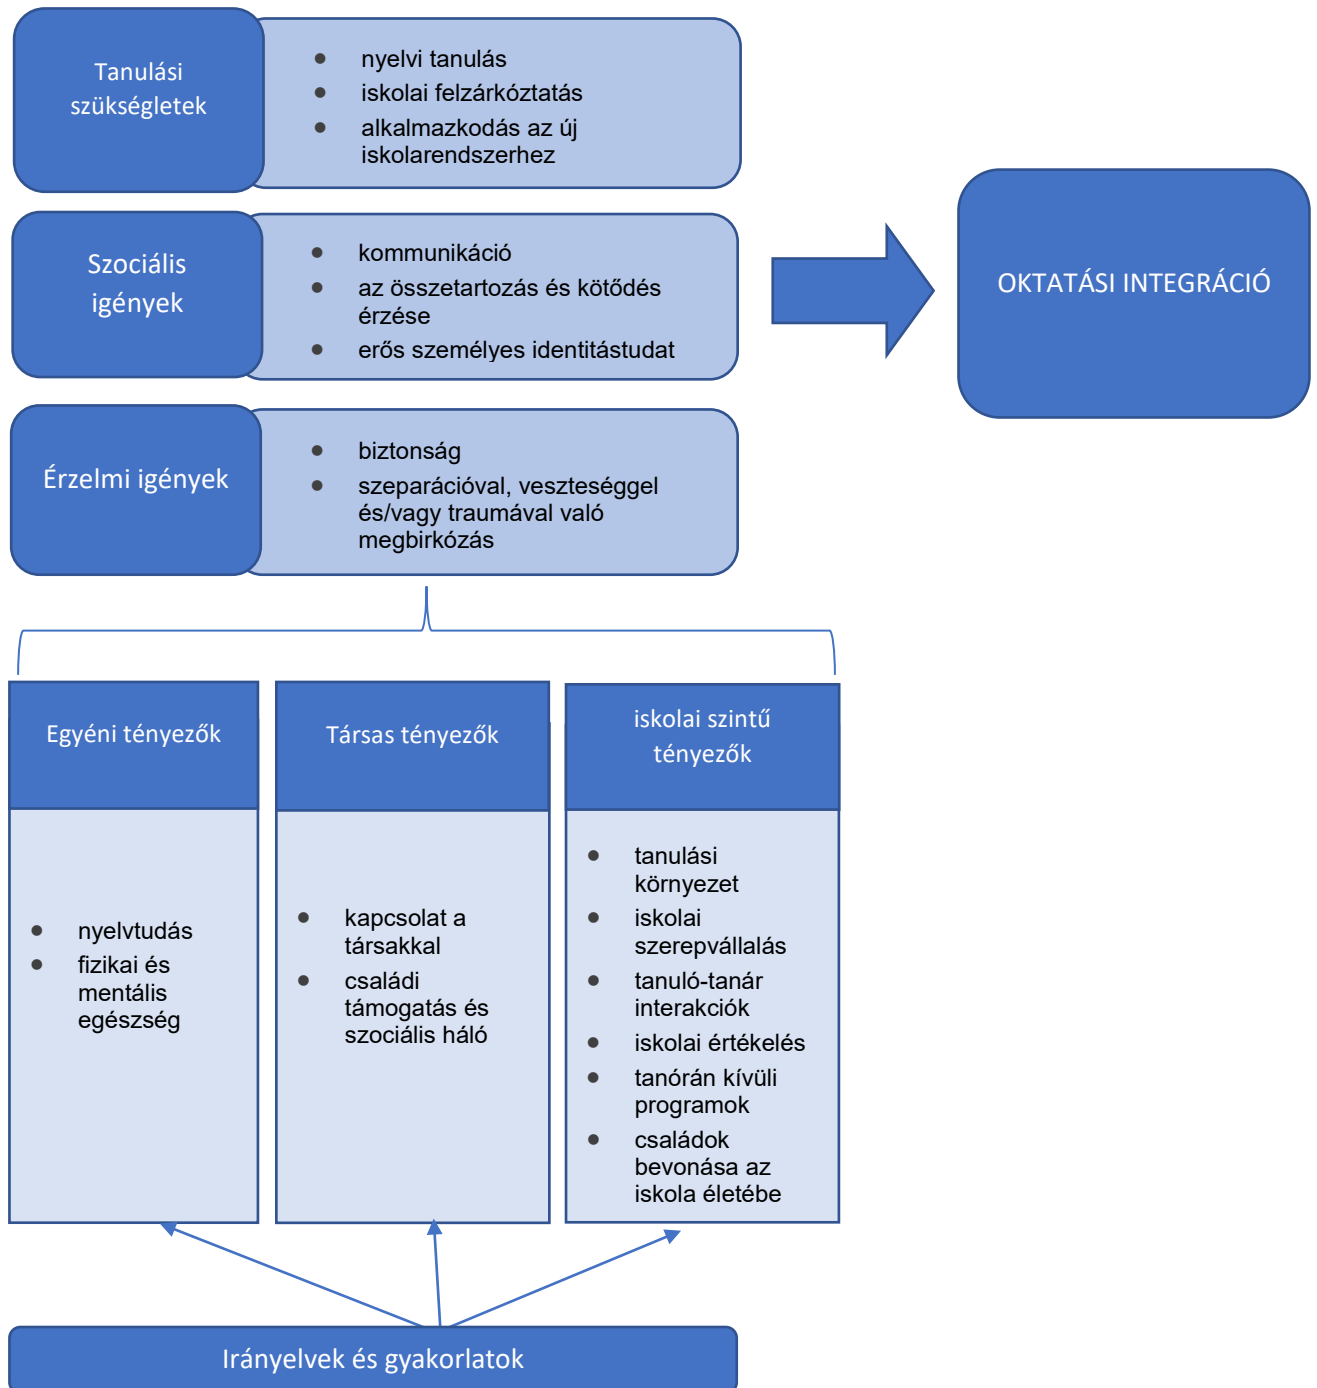 Tanulási
szükségletek
nyelvi tanulás
iskolai felzárkóztatás
alkalmazkodás az új
iskolarendszerhez
Szociális
igények
kommunikáció
az összetartozás és kötődés
érzése
erős személyes identitástudat
OKTATÁSI INTEGRÁCIÓ
Érzelmi igények
biztonság
szeparációval, veszteséggel
és/vagy traumával való
megbirkózás
Egyéni tényezők
nyelvtudás
fizikai és
mentális
egészség
Társas tényezők
kapcsolat a
társakkal
családi
támogatás és
szociális háló
iskolai szintű
tényezők
tanulási
környezet
iskolai
szerepvállalás
tanuló-tanár
interakciók
iskolai értékelés
tanórán kívüli
programok
családok
bevonása az
iskola életébe
Irányelvek és gyakorlatok